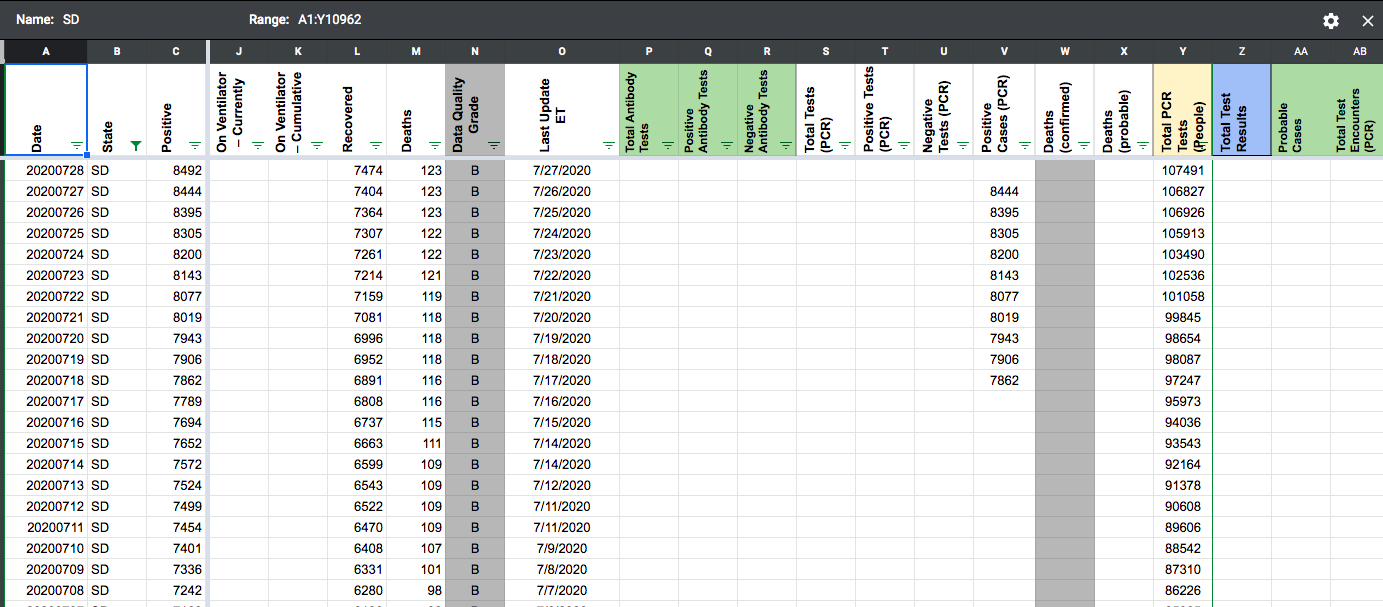 Name: SD Range: A1:Y10962
A B C J K L M N O P Q R S T U V W X Y Z AA AB
Date State Positive On Ventilator – Currently On Ventilator – Cumulative Recovered Deaths Data Quality Grade Last Update ET Total Antibody Tests Positive Antibody Tests Negative Antibody Tests Total Tests (PCR) Positive Tests (PCR) Negative Tests (PCR) Positive Cases (PCR) Deaths (confirmed) Deaths (probable) Total PCR Tests (People) Total Test Results Probable Cases Total Test Encounters (PCR)
20200728 SD 8492 7474 123 B 7/27/2020 107491
20200727 SD 8444 7404 123 B 7/26/2020 8444 106827
20200726 SD 8395 7364 123 B 7/25/2020 8395 106926
20200725 SD 8305 7307 122 B 7/24/2020 8305 105913
20200724 SD 8200 7261 122 B 7/23/2020 8200 103490
20200723 SD 8143 7214 121 B 7/22/2020 8143 102536
20200722 SD 8077 7159 119 B 7/21/2020 8077 101058
20200721 SD 8019 7081 118 B 7/20/2020 8019 99845
20200720 SD 7943 6996 118 B 7/19/2020 7943 98654
20200719 SD 7906 6952 118 B 7/18/2020 7906 98087
20200718 SD 7862 6891 116 B 7/17/2020 7862 97247
20200717 SD 7789 6808 116 B 7/16/2020 95973
20200716 SD 7694 6737 115 B 7/15/2020 94036
20200715 SD 7652 6663 111 B 7/14/2020 93543
20200714 SD 7572 6599 109 B 7/14/2020 92164
20200713 SD 7524 6543 109 B 7/12/2020 91378
20200712 SD 7499 6522 109 B 7/11/2020 90608
20200711 SD 7454 6470 109 B 7/11/2020 89606
20200710 SD 7401 6408 107 B 7/9/2020 88542
20200709 SD 7336 6331 101 B 7/8/2020 87310
20200708 SD 7242 6280 98 B 7/7/2020 86226